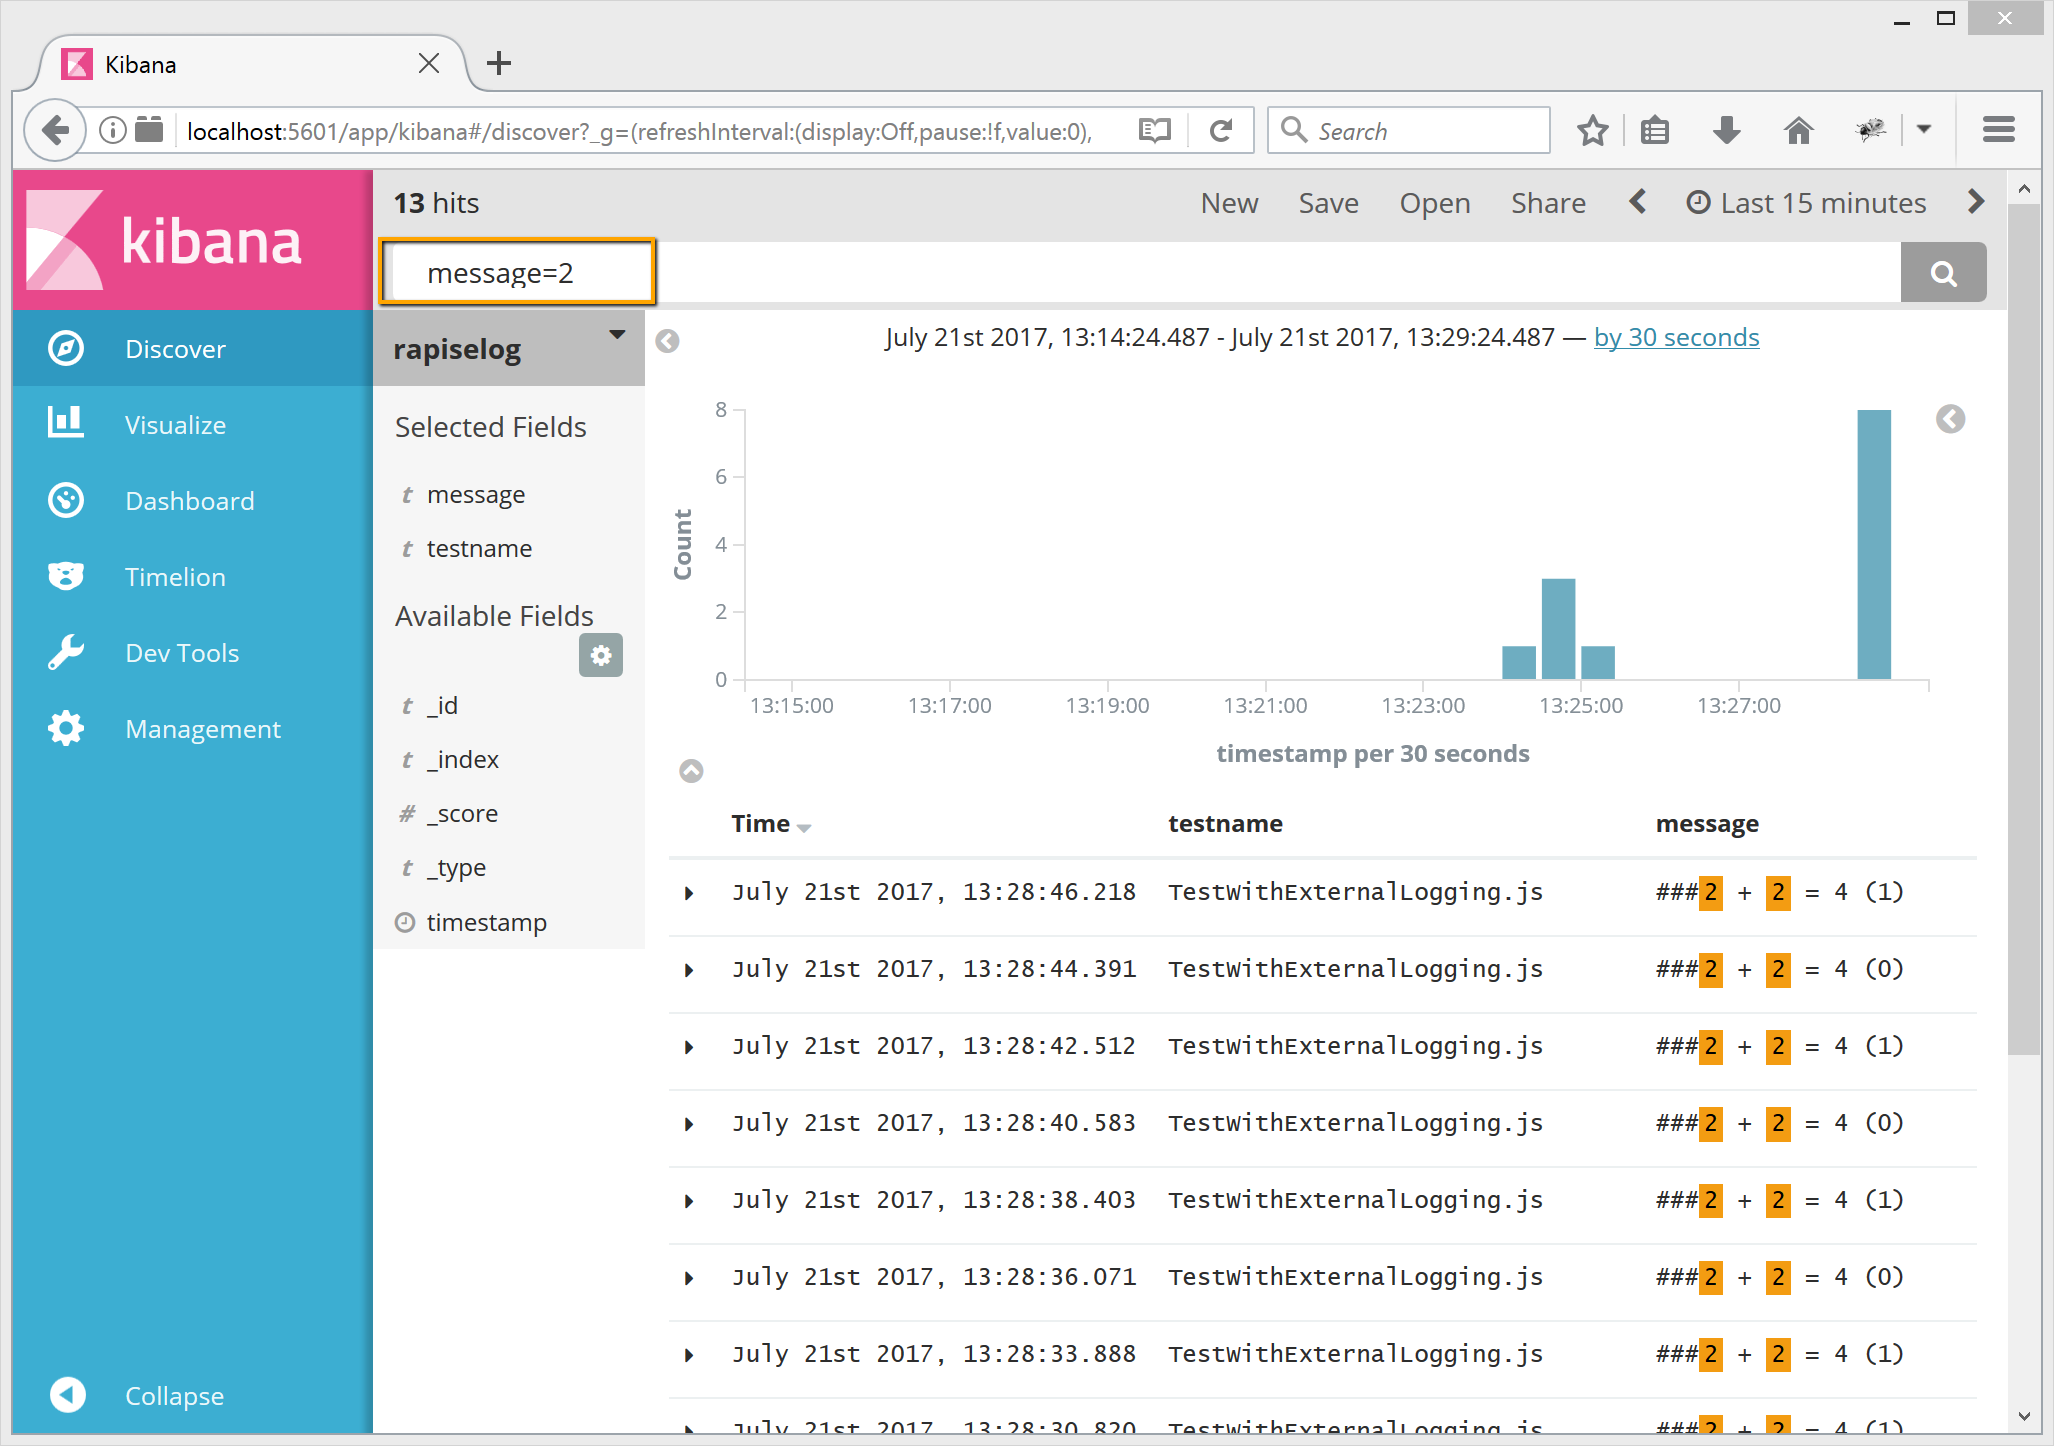 Kibana
localhost:5601/app/kibana#/discover?_g=(refreshInterval:(display:Off,pause:!f,value:0),
Search
kibana
13 hits
New Save Open Share Last 15 minutes
message=2
Discover
Visualize
Dashboard
Timelion
Dev Tools
Management
Collapse
rapiselog
Selected Fields
t message
t testname
Available Fields
t _id
t _index
# _score
t _type
timestamp
July 21st 2017, 13:14:24.487 - July 21st 2017, 13:29:24.487 — by 30 seconds
Count
8
6
4
2
0
13:15:00 13:17:00 13:19:00 13:21:00 13:23:00 13:25:00 13:27:00
timestamp per 30 seconds
Time testname message
July 21st 2017, 13:28:46.218 TestWithExternalLogging.js ###2 + 2 = 4 (1)
July 21st 2017, 13:28:44.391 TestWithExternalLogging.js ###2 + 2 = 4 (0)
July 21st 2017, 13:28:42.512 TestWithExternalLogging.js ###2 + 2 = 4 (1)
July 21st 2017, 13:28:40.583 TestWithExternalLogging.js ###2 + 2 = 4 (0)
July 21st 2017, 13:28:38.403 TestWithExternalLogging.js ###2 + 2 = 4 (1)
July 21st 2017, 13:28:36.071 TestWithExternalLogging.js ###2 + 2 = 4 (0)
July 21st 2017, 13:28:33.888 TestWithExternalLogging.js ###2 + 2 = 4 (1)
July 21st 2017, 13:28:30.820 TestWithExternalLogging.js ###2 + 2 = 4 (1)